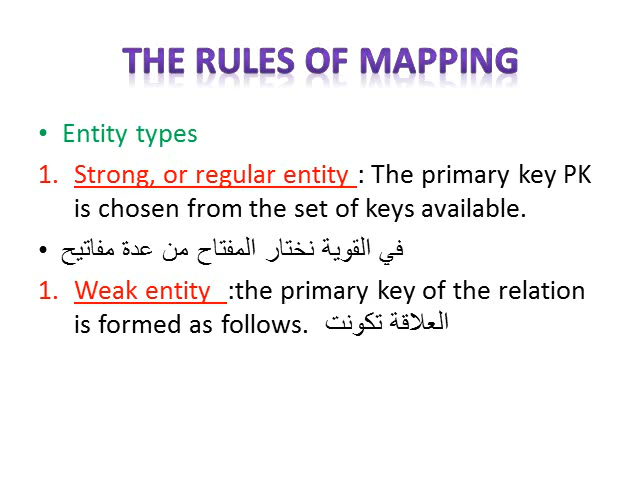 THE RULES OF MAPPING
• Entity types
1. Strong, or regular entity : The primary key PK
is chosen from the set of keys available.
• في القوية نختار المفتاح من عدة مفاتيح
1. Weak entity :the primary key of the relation
is formed as follows. العلاقة تكونت